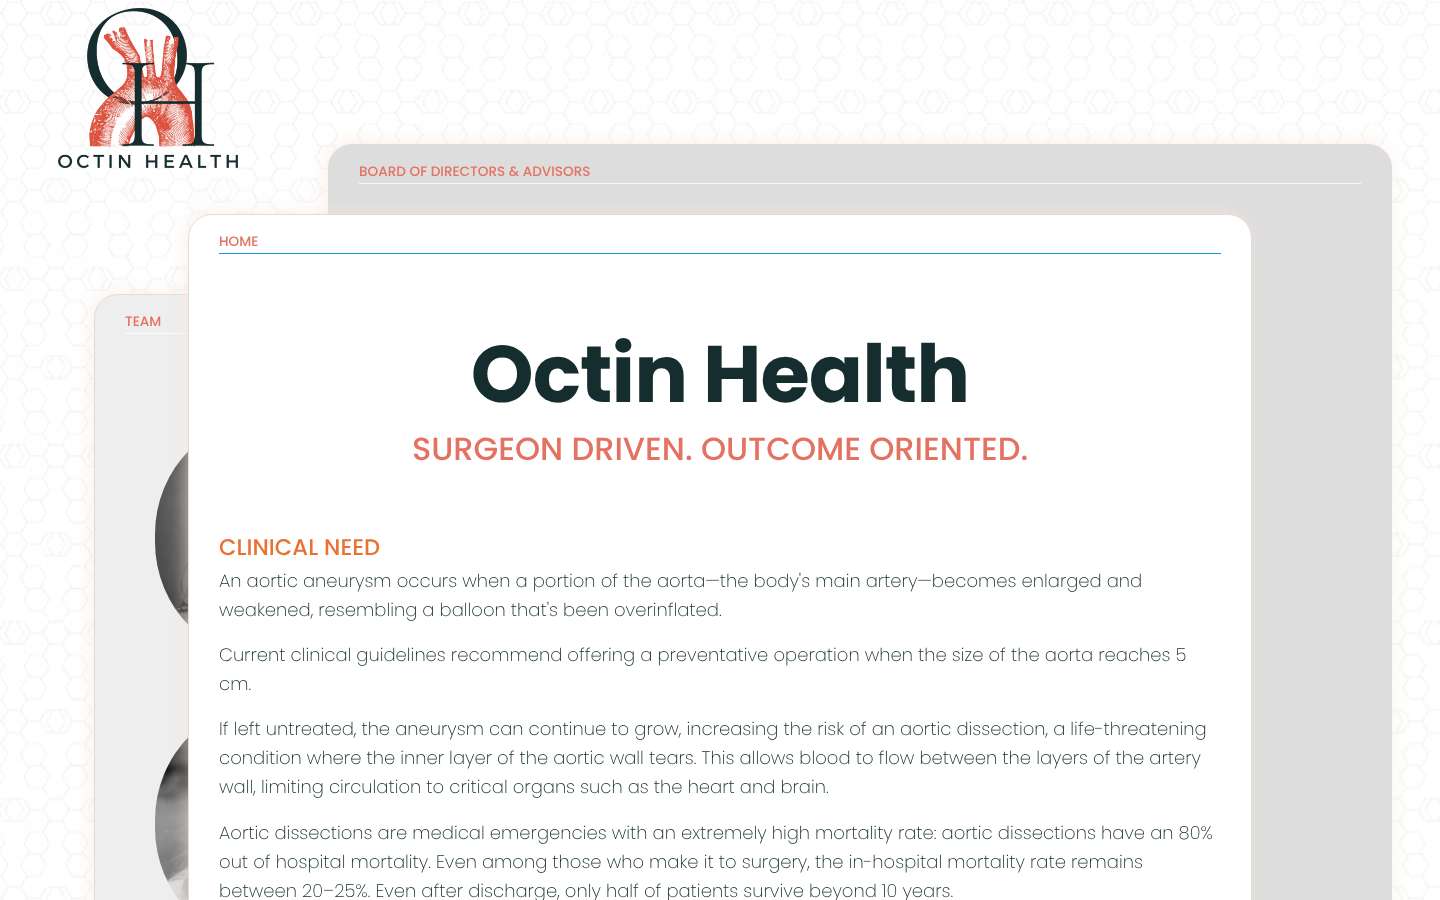 OH
OCTIN HEALTH
BOARD OF DIRECTORS & ADVISORS
HOME
TEAM
Octin Health
SURGEON DRIVEN. OUTCOME ORIENTED.
CLINICAL NEED
An aortic aneurysm occurs when a portion of the aorta—the body's main artery—becomes enlarged and
weakened, resembling a balloon that's been overinflated.
Current clinical guidelines recommend offering a preventative operation when the size of the aorta reaches 5
cm.
If left untreated, the aneurysm can continue to grow, increasing the risk of an aortic dissection, a life-threatening
condition where the inner layer of the aortic wall tears. This allows blood to flow between the layers of the artery
wall, limiting circulation to critical organs such as the heart and brain.
Aortic dissections are medical emergencies with an extremely high mortality rate: aortic dissections have an 80%
out of hospital mortality. Even among those who make it to surgery, the in-hospital mortality rate remains
between 20–25%. Even after discharge, only half of patients survive beyond 10 years.